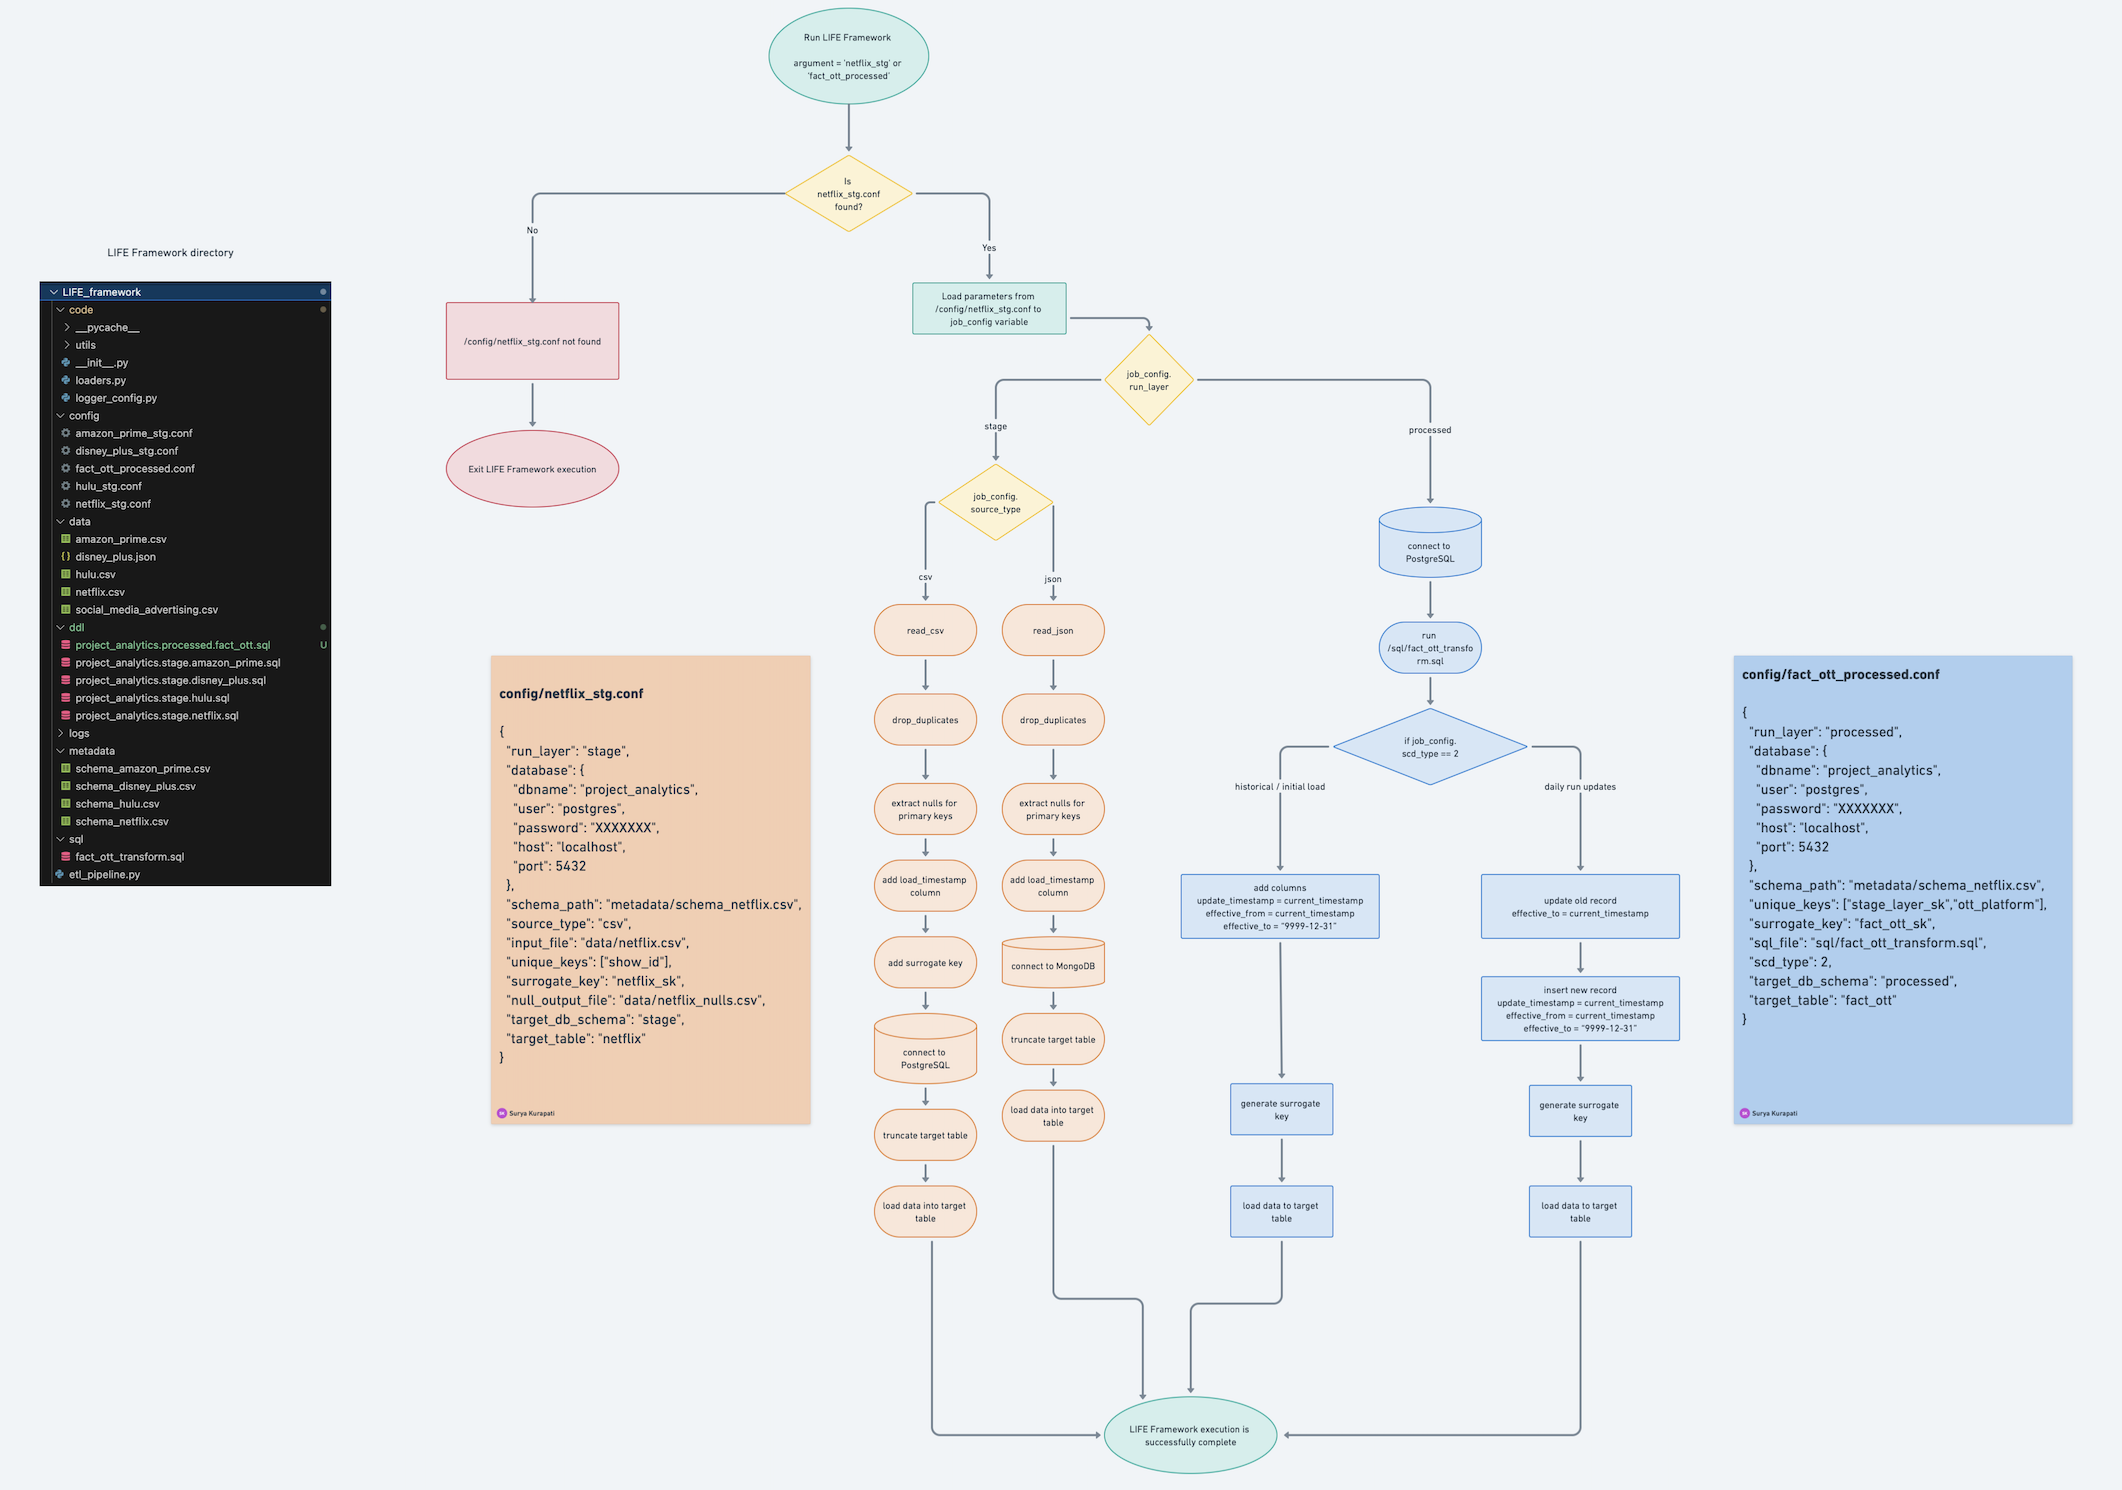 Run LIFE Framework
argument = 'netflix_stg' or
'fact_ott_processed'
Is
netflix_stg.conf
found?
No
Yes
/config/netflix_stg.conf not found
Exit LIFE Framework execution
Load parameters from
/config/netflix_stg.conf to
job_config variable
job_config.
run_layer
stage
processed
job_config.
source_type
csv
json
read_csv
drop_duplicates
extract nulls for
primary keys
add load_timestamp
column
add surrogate key
connect to
PostgreSQL
truncate target table
load data into target
table
read_json
drop_duplicates
extract nulls for
primary keys
add load_timestamp
column
connect to MongoDB
truncate target table
load data into target
table
connect to
PostgreSQL
run
/sql/fact_ott_transfo
rm.sql
if job_config.
scd_type == 2
historical / initial load
daily run updates
add columns
update_timestamp = current_timestamp
effective_from = current_timestamp
effective_to = "9999-12-31"
generate surrogate
key
load data to target
table
update old record
effective_to = current_timestamp
insert new record
update_timestamp = current_timestamp
effective_from = current_timestamp
effective_to = "9999-12-31"
generate surrogate
key
load data to target
table
LIFE Framework execution is
successfully complete
LIFE Framework directory
LIFE_framework
code
__pycache__
utils
__init__.py
loaders.py
logger_config.py
config
amazon_prime_stg.conf
disney_plus_stg.conf
fact_ott_processed.conf
hulu_stg.conf
netflix_stg.conf
data
amazon_prime.csv
disney_plus.json
hulu.csv
netflix.csv
social_media_advertising.csv
ddl
project_analytics.processed.fact_ott.sql U
project_analytics.stage.amazon_prime.sql
project_analytics.stage.disney_plus.sql
project_analytics.stage.hulu.sql
project_analytics.stage.netflix.sql
logs
metadata
schema_amazon_prime.csv
schema_disney_plus.csv
schema_hulu.csv
schema_netflix.csv
sql
fact_ott_transform.sql
etl_pipeline.py
config/netflix_stg.conf
{
"run_layer": "stage",
"database": {
"dbname": "project_analytics",
"user": "postgres",
"password": "XXXXXXX",
"host": "localhost",
"port": 5432
},
"schema_path": "metadata/schema_netflix.csv",
"source_type": "csv",
"input_file": "data/netflix.csv",
"unique_keys": ["show_id"],
"surrogate_key": "netflix_sk",
"null_output_file": "data/netflix_nulls.csv",
"target_db_schema": "stage",
"target_table": "netflix"
}
SK Surya Kurapati
config/fact_ott_processed.conf
{
"run_layer": "processed",
"database": {
"dbname": "project_analytics",
"user": "postgres",
"password": "XXXXXXX",
"host": "localhost",
"port": 5432
},
"schema_path": "metadata/schema_netflix.csv",
"unique_keys": ["stage_layer_sk","ott_platform"],
"surrogate_key": "fact_ott_sk",
"sql_file": "sql/fact_ott_transform.sql",
"scd_type": 2,
"target_db_schema": "processed",
"target_table": "fact_ott"
}
SK Surya Kurapati